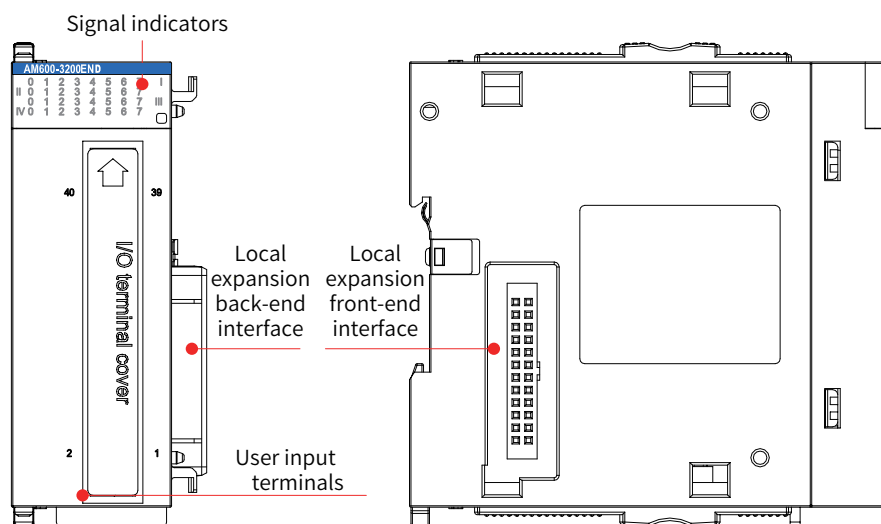 Signal indicators
AM600-3200END
0 1 2 3 4 5 6 7 I
II 0 1 2 3 4 5 6 7
0 1 2 3 4 5 6 7 III
IV 0 1 2 3 4 5 6 7
40 39
I/O terminal cover
Local
expansion
back-end
interface
Local
expansion
front-end
interface
2 1
User input
terminals